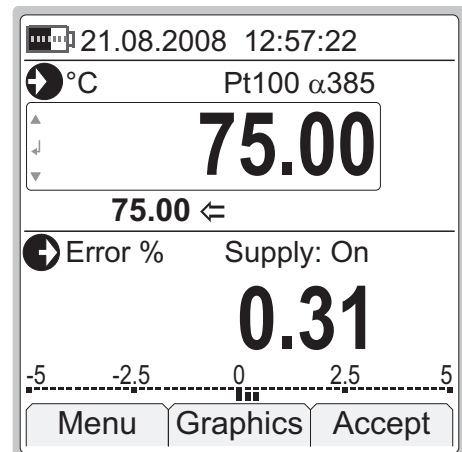 21.08.2008 12:57:22
°C Pt100 α385
75.00
75.00 ⇦
Error % Supply: On
0.31
-5 -2.5 0 2.5 5
Menu Graphics Accept